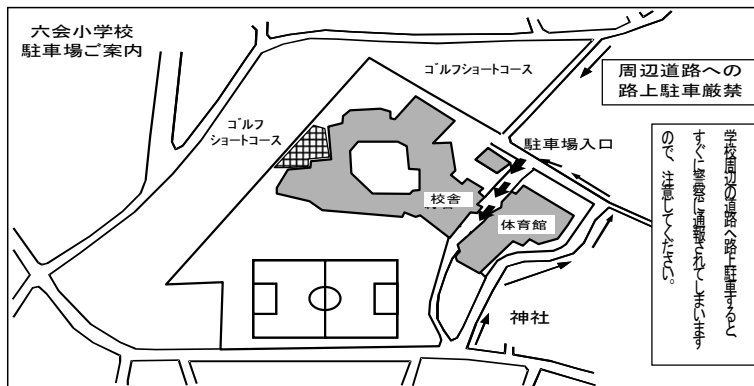 六会小学校
駐車場ご案内
ゴルフショートコース
周辺道路への
路上駐車厳禁
ゴルフ
ショートコース
駐車場入口
校舎
体育館
神社
学校周辺の道路へ路上駐車すると、
すぐに警察に通報されてしまいます
ので、注意してください。